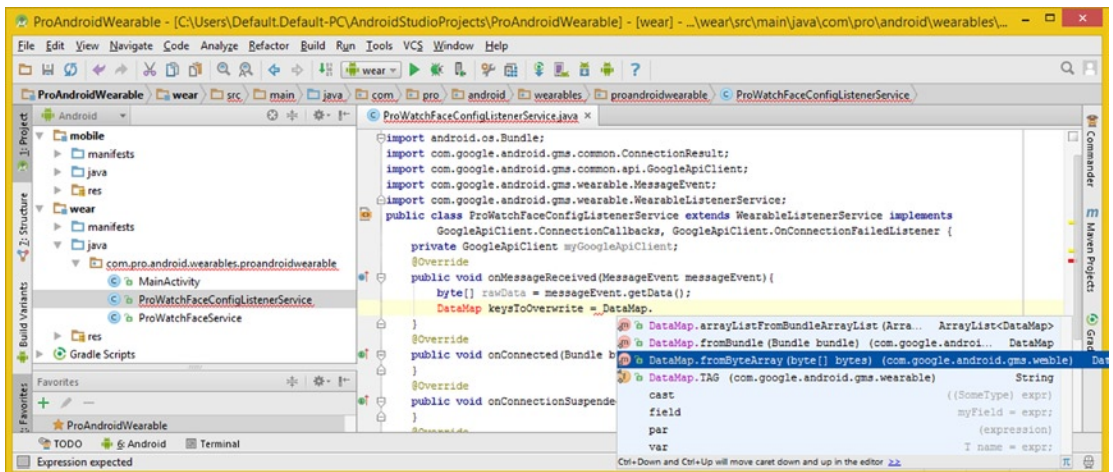 ProAndroidWearable - [C:\Users\Default.Default-PC\AndroidStudioProjects\ProAndroidWearable] - [wear] - ...\wear\src\main\java\com\pro\android\wearables\...
File Edit View Navigate Code Analyze Refactor Build Run Tools VCS Window Help
wear
ProAndroidWearable wear src main java com pro android wearables proandroidwearable ProWatchFaceConfigListenerService
1: Project
7: Structure
Build Variants
2: Favorites
Android
mobile
manifests
java
res
wear
manifests
java
com.pro.android.wearables.proandroidwearable
MainActivity
ProWatchFaceConfigListenerService
ProWatchFaceService
res
Gradle Scripts
Favorites
ProAndroidWearable
ProWatchFaceConfigListenerService.java
import android.os.Bundle;
import com.google.android.gms.common.ConnectionResult;
import com.google.android.gms.common.api.GoogleApiClient;
import com.google.android.gms.wearable.MessageEvent;
import com.google.android.gms.wearable.WearableListenerService;
public class ProWatchFaceConfigListenerService extends WearableListenerService implements
GoogleApiClient.ConnectionCallbacks, GoogleApiClient.OnConnectionFailedListener {
private GoogleApiClient myGoogleApiClient;
@Override
public void onMessageReceived(MessageEvent messageEvent){
byte[] rawData = messageEvent.getData();
DataMap keysToOverwrite = DataMap.
}
@Override
public void onConnected(Bundle b
}
@Override
public void onConnectionSuspende
}
@Override
DataMap.arrayListFromBundleArrayList(Arra... ArrayList<DataMap>
DataMap.fromBundle(Bundle bundle) (com.google.androi... DataMap
DataMap.fromByteArray(byte[] bytes) (com.google.android.gms.wearable) Dat
DataMap.TAG (com.google.android.gms.wearable) String
cast ((SomeType) expr)
field myField = expr;
par (expression)
var T name = expr;
Ctrl+Down and Ctrl+Up will move caret down and up in the editor >>
Commander
Maven Projects
Grad
TODO 6: Android Terminal
Expression expected